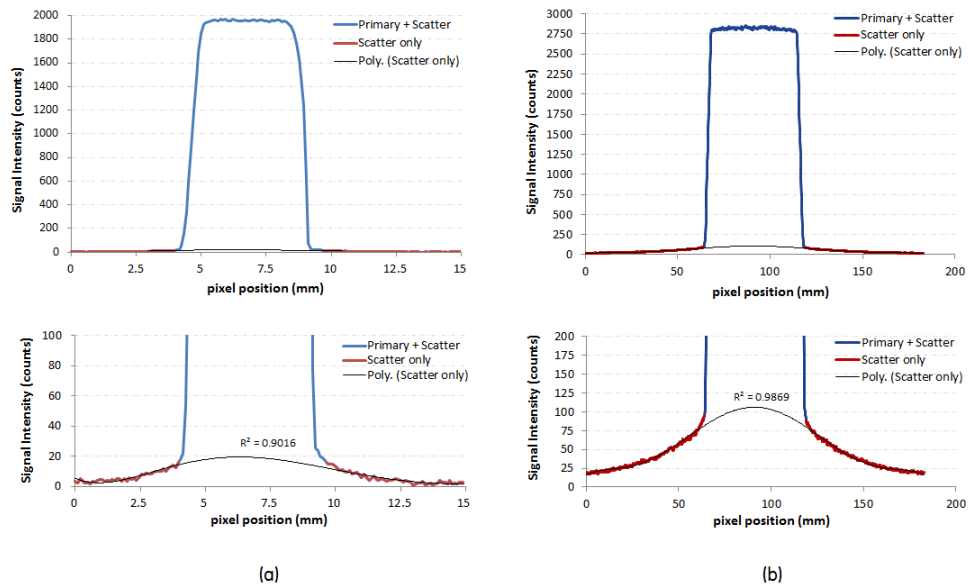 2000
1800
1600
1400
1200
1000
800
600
400
200
0
Signal Intensity (counts)
0 2.5 5 7.5 10 12.5 15
pixel position (mm)
Primary + Scatter
Scatter only
Poly. (Scatter only)
3000
2750
2500
2250
2000
1750
1500
1250
1000
750
500
250
0
Signal Intensity (counts)
0 50 100 150 200
pixel position (mm)
Primary + Scatter
Scatter only
Poly. (Scatter only)
100
80
60
40
20
0
Signal Intensity (counts)
0 2.5 5 7.5 10 12.5 15
pixel position (mm)
Primary + Scatter
Scatter only
Poly. (Scatter only)
R² = 0.9016
200
175
150
125
100
75
50
25
0
Signal Intensity (counts)
0 50 100 150 200
pixel position (mm)
Primary + Scatter
Scatter only
Poly. (Scatter only)
R² = 0.9869
(a)
(b)